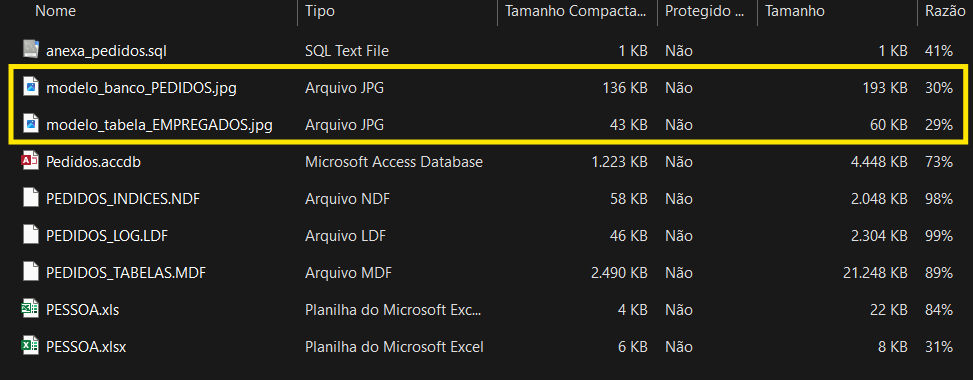 Nome Tipo Tamanho Compacta... Protegido ... Tamanho Razão
anexa_pedidos.sql SQL Text File 1 KB Não 1 KB 41%
modelo_banco_PEDIDOS.jpg Arquivo JPG 136 KB Não 193 KB 30%
modelo_tabela_EMPREGADOS.jpg Arquivo JPG 43 KB Não 60 KB 29%
Pedidos.accdb Microsoft Access Database 1.223 KB Não 4.448 KB 73%
PEDIDOS_INDICES.NDF Arquivo NDF 58 KB Não 2.048 KB 98%
PEDIDOS_LOG.LDF Arquivo LDF 46 KB Não 2.304 KB 99%
PEDIDOS_TABELAS.MDF Arquivo MDF 2.490 KB Não 21.248 KB 89%
PESSOA.xls Planilha do Microsoft Exc... 4 KB Não 22 KB 84%
PESSOA.xlsx Planilha do Microsoft Excel 6 KB Não 8 KB 31%